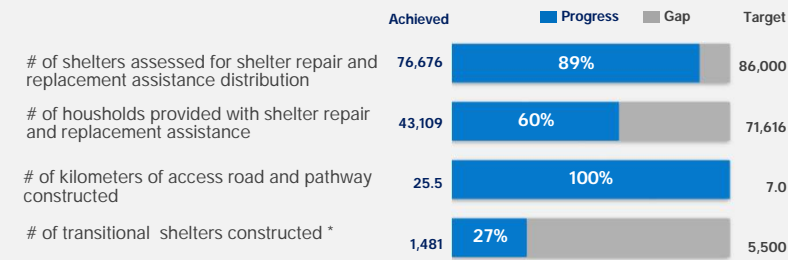 Achieved Progress Gap Target
# of shelters assessed for shelter repair and 76,676 89% 86,000
replacement assistance distribution
# of housholds provided with shelter repair 43,109 60% 71,616
and replacement assistance
# of kilometers of access road and pathway 25.5 100% 7.0
constructed
# of transitional shelters constructed * 1,481 27% 5,500